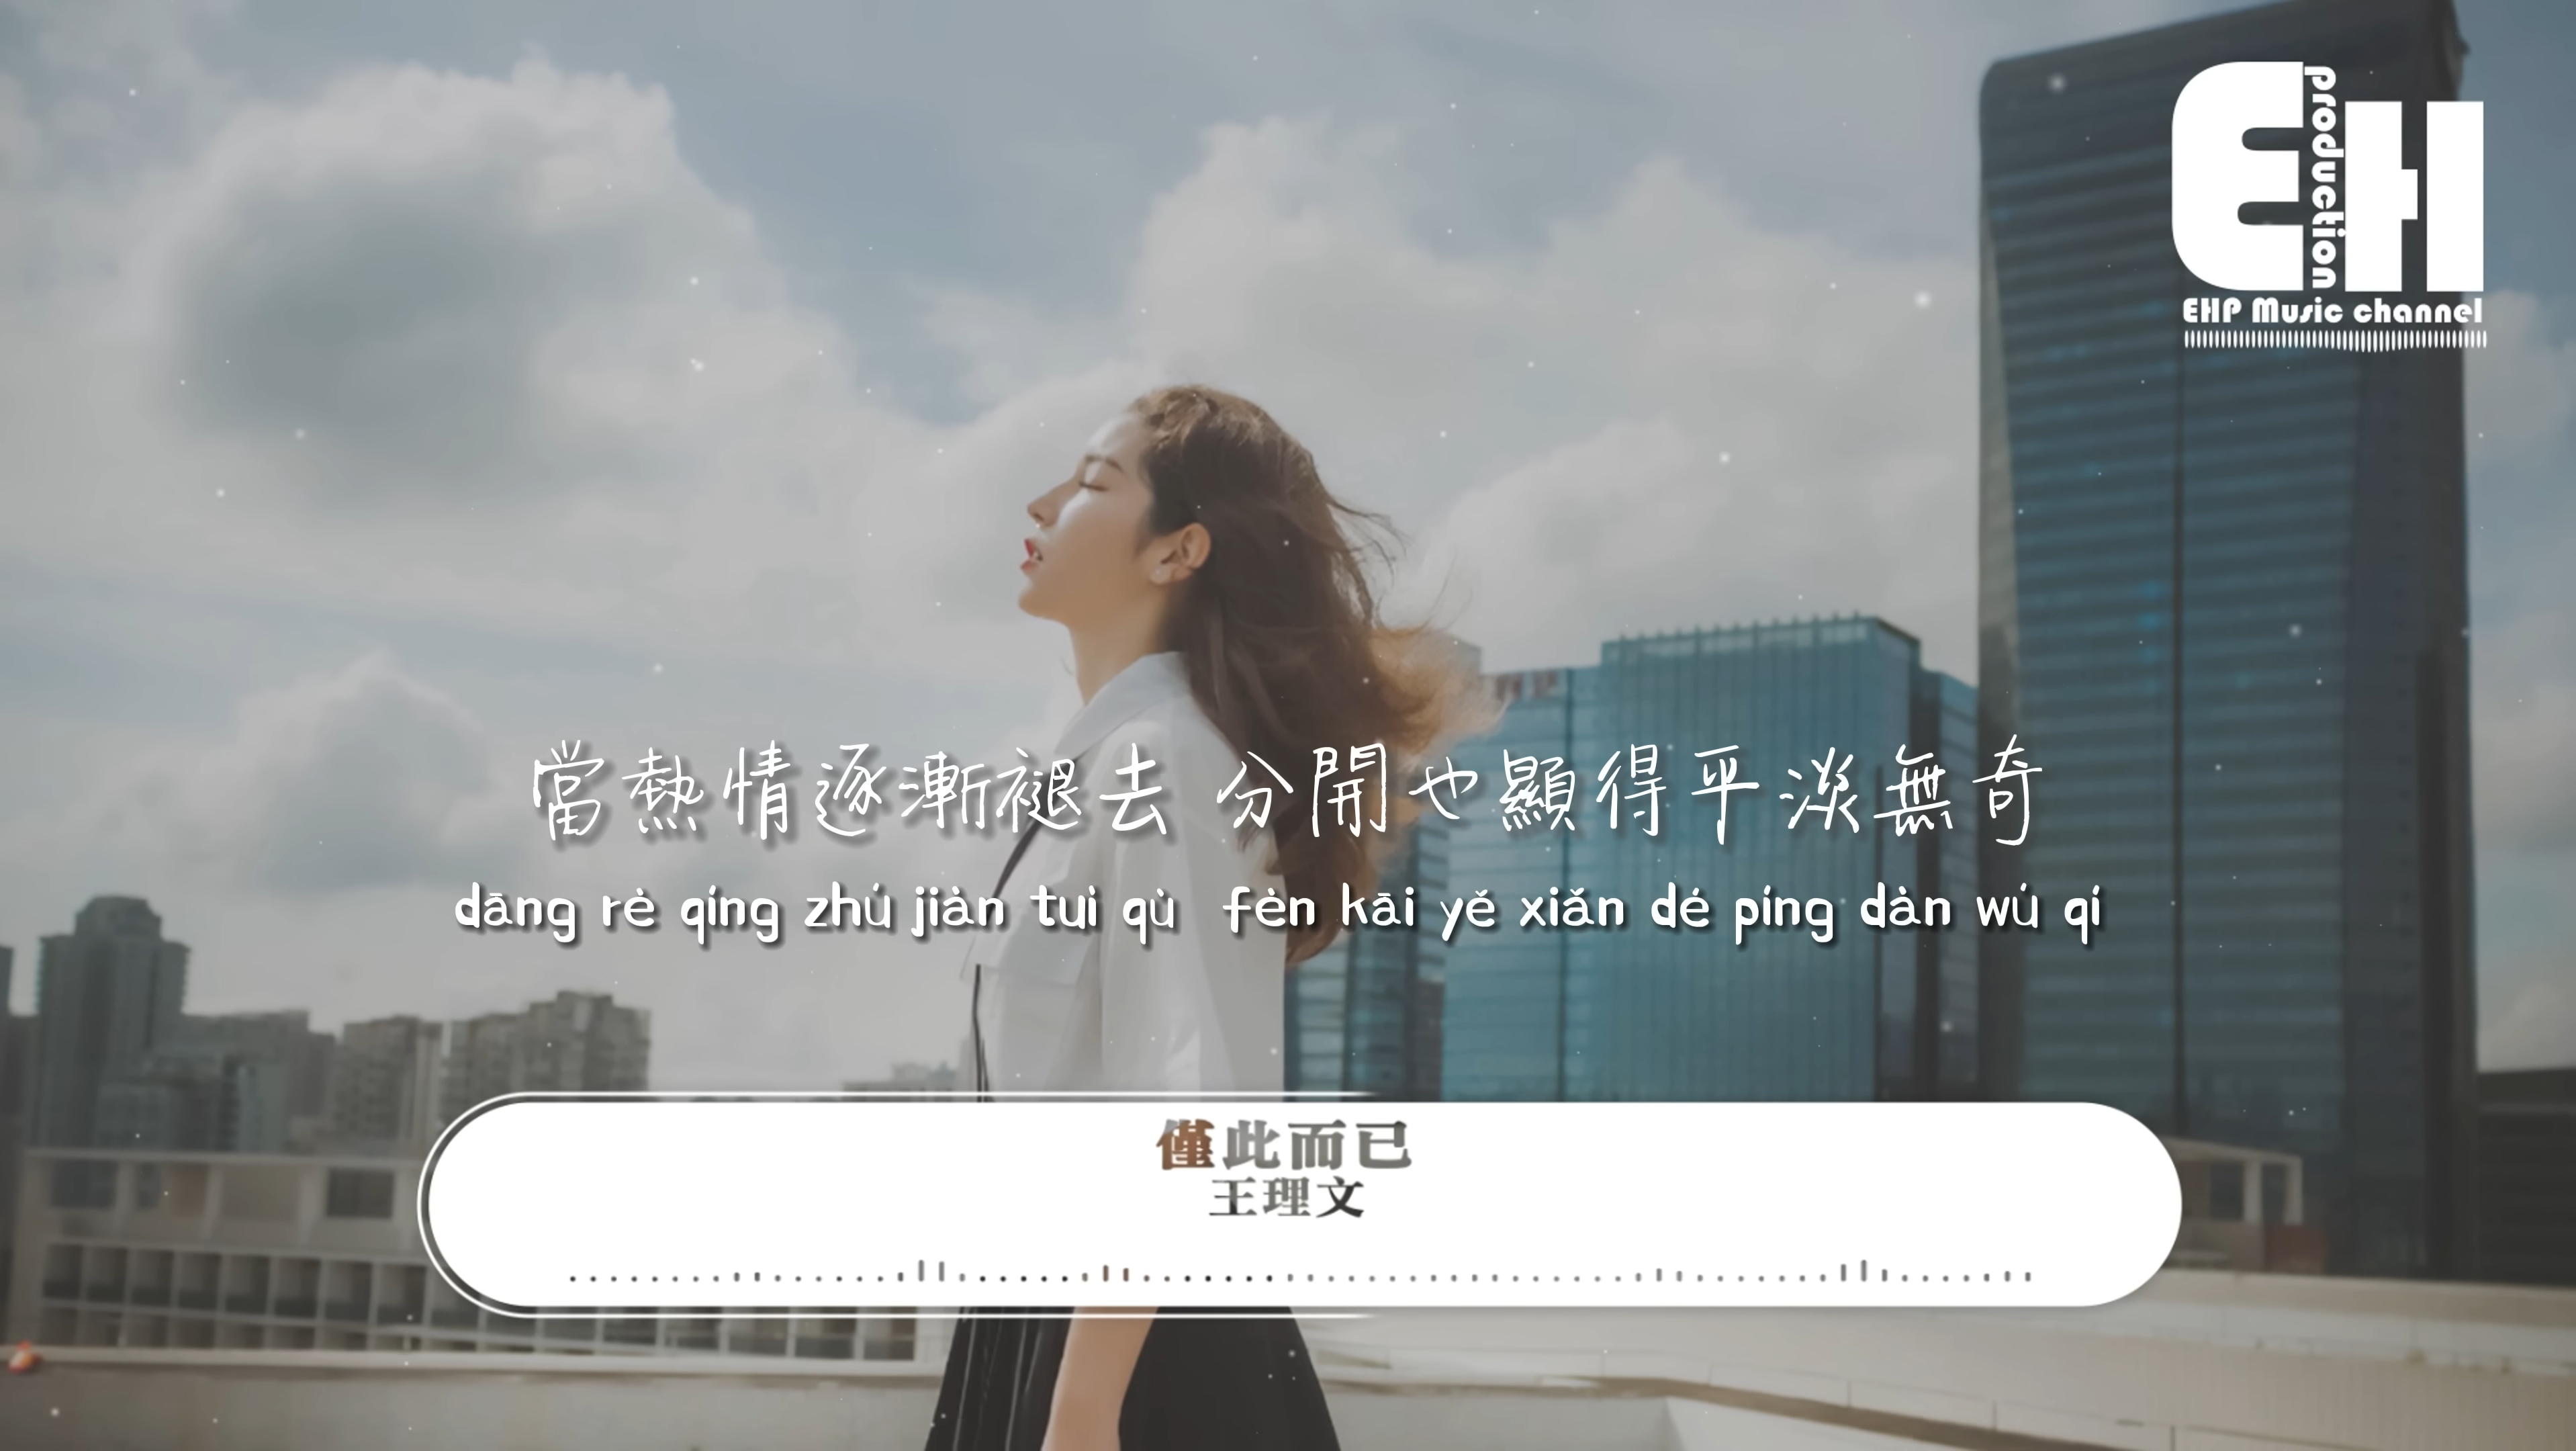 production
EH
EHP Music channel
當熱情逐漸褪去 分開也顯得平淡無奇
dāng rè qíng zhú jiàn tuì qù fèn kāi yě xiǎn dé píng dàn wú qí
僅此而已
王理文